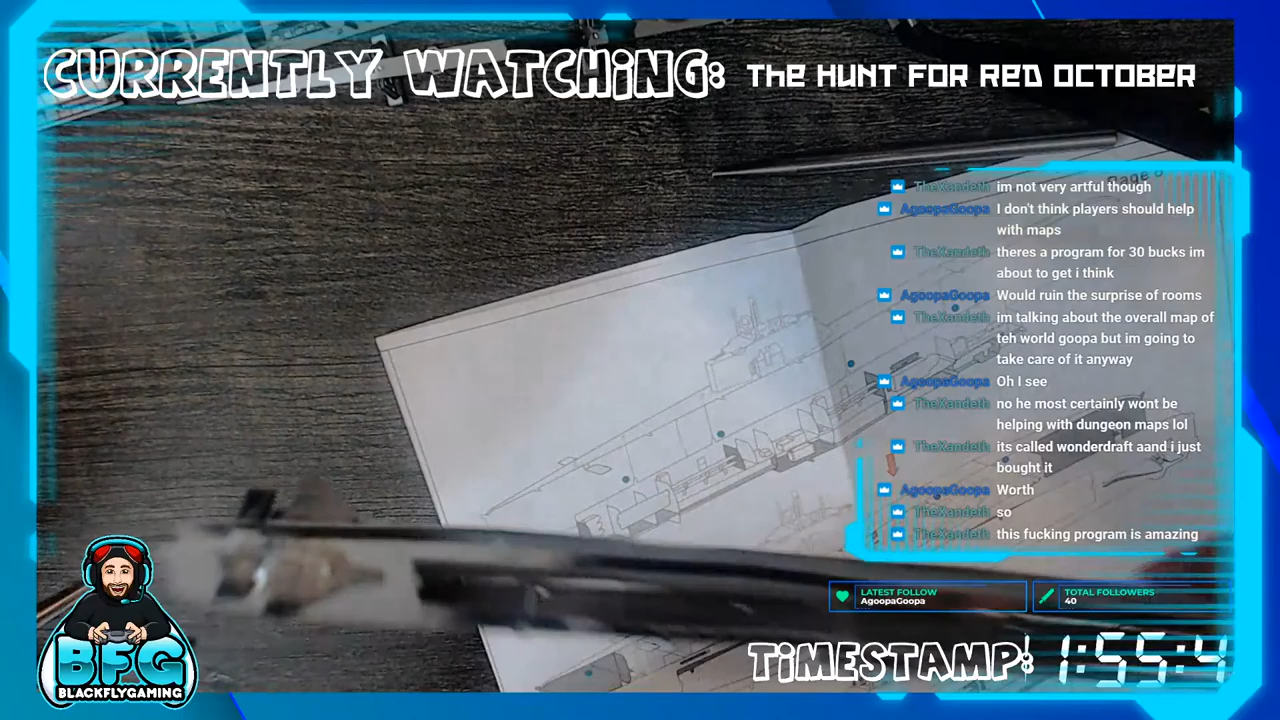 CURRENTLY WATCHING: THE HUNT FOR RED OCTOBER
Page
TheXandeth im not very artful though
AgoopaGoopa I don't think players should help
with maps
TheXandeth theres a program for 30 bucks im
about to get i think
AgoopaGoopa Would ruin the surprise of rooms
TheXandeth im talking about the overall map of
teh world goopa but im going to
take care of it anyway
AgoopaGoopa Oh I see
TheXandeth no he most certainly wont be
helping with dungeon maps lol
TheXandeth its called wonderdraft aand i just
bought it
AgoopaGoopa Worth
TheXandeth so
TheXandeth this fucking program is amazing
LATEST FOLLOW
AgoopaGoopa
TOTAL FOLLOWERS
40
TIMESTAMP: 1:55:4
BFG
BLACKFLYGAMING